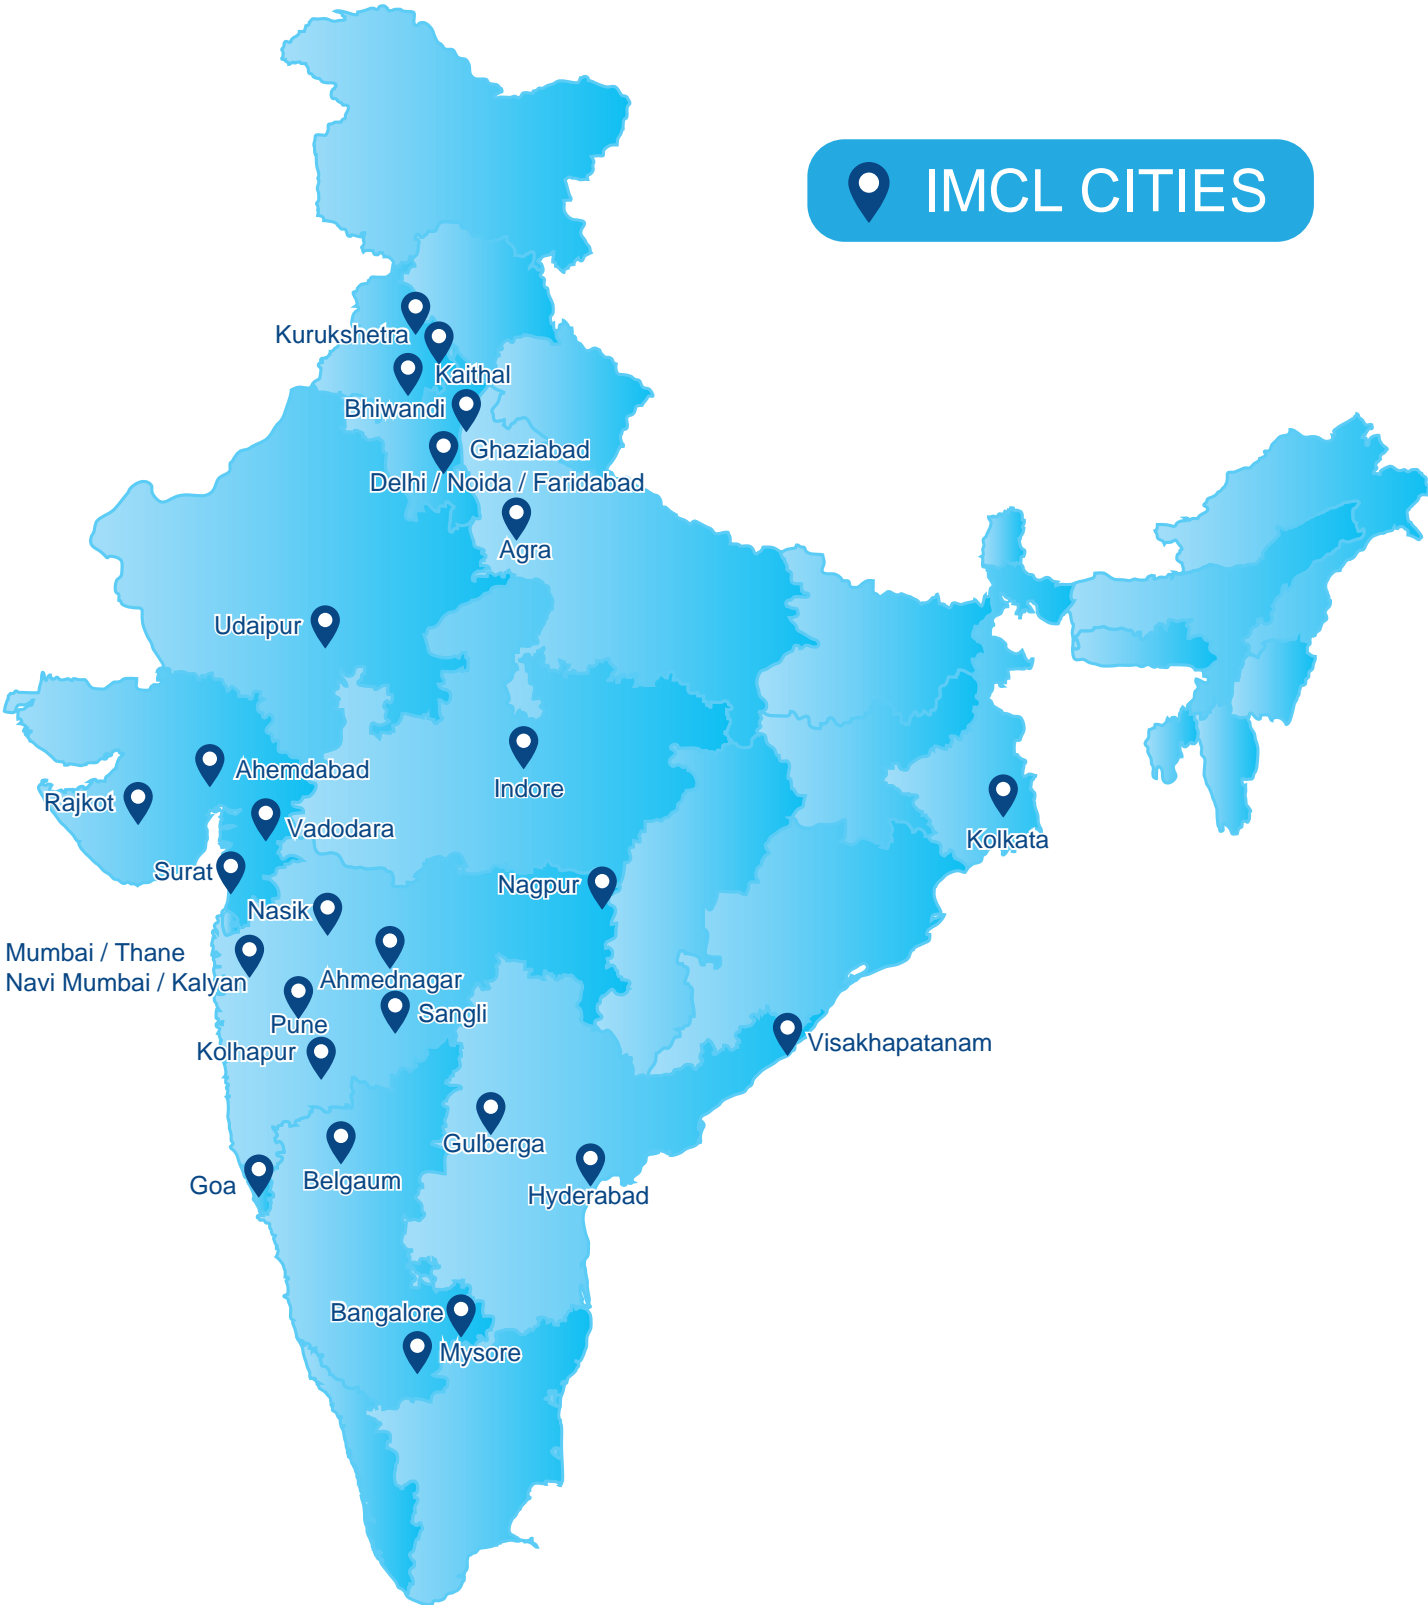 IMCL CITIES
Kurukshetra
Kaithal
Bhiwandi
Ghaziabad
Delhi / Noida / Faridabad
Agra
Udaipur
Ahemdabad
Indore
Rajkot
Vadodara
Kolkata
Surat
Nagpur
Nasik
Mumbai / Thane
Navi Mumbai / Kalyan
Ahmednagar
Sangli
Pune
Visakhapatanam
Kolhapur
Gulberga
Belgaum
Goa
Hyderabad
Bangalore
Mysore